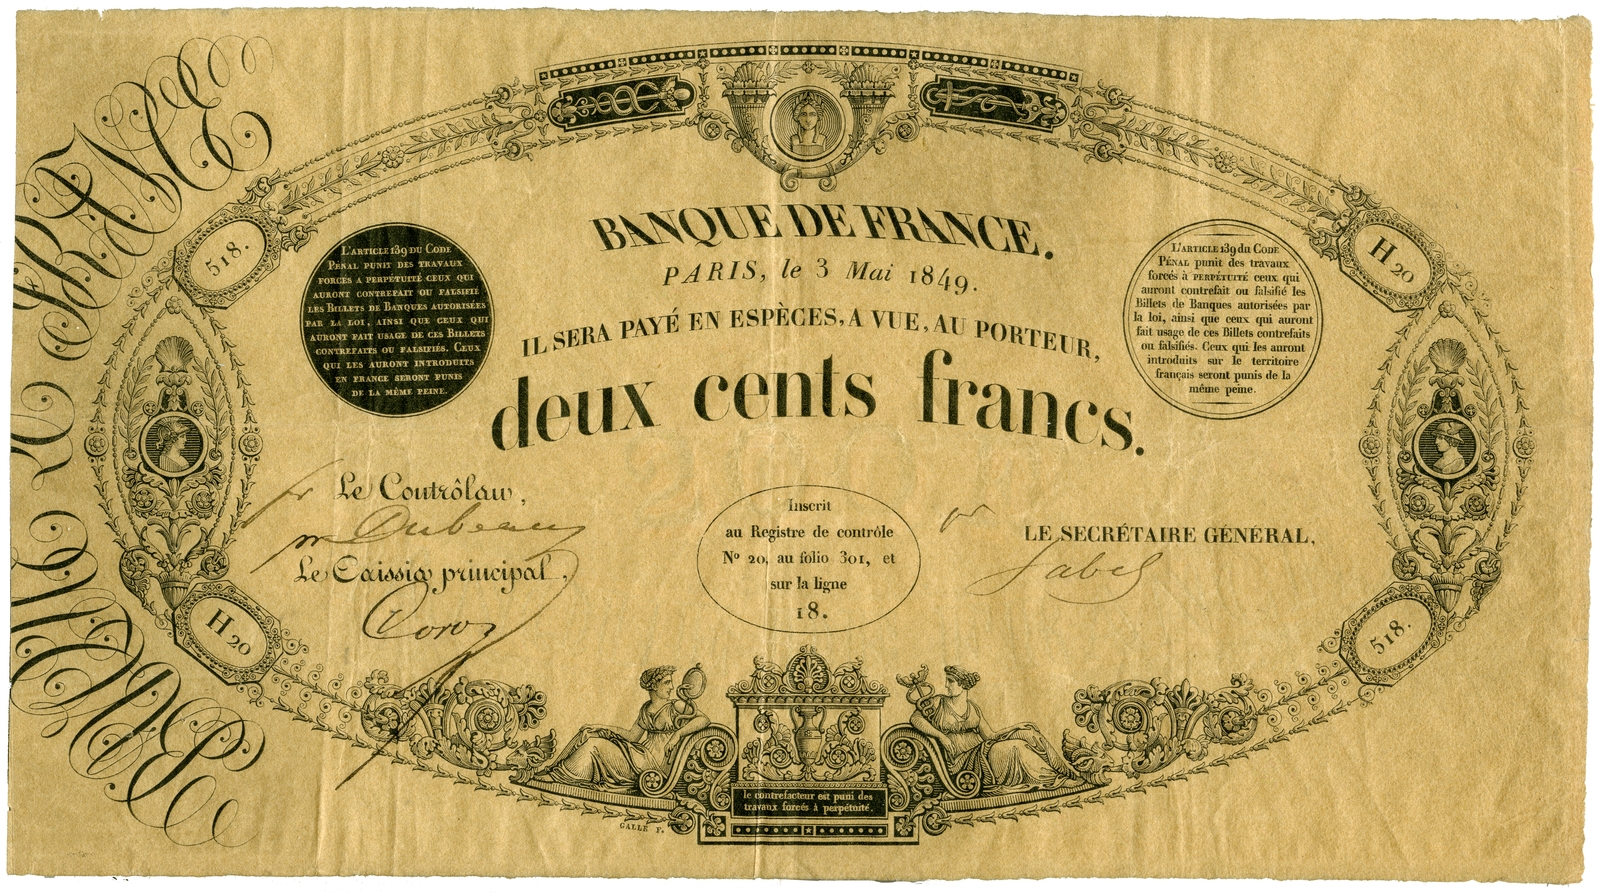 BANQUE DE FRANCE
518.
H 20
BANQUE DE FRANCE.
PARIS, le 3 Mai 1849.
IL SERA PAYÉ EN ESPÈCES, A VUE, AU PORTEUR,
deux cents francs.
L'ARTICLE 139 DU CODE
PÉNAL PUNIT DES TRAVAUX
FORCÉS A PERPÉTUITÉ CEUX QUI
AURONT CONTREFAIT OU FALSIFIÉ
LES BILLETS DE BANQUES AUTORISÉES
PAR LA LOI, AINSI QUE CEUX QUI
AURONT FAIT USAGE DE CES BILLETS
CONTREFAITS OU FALSIFIÉS. CEUX
QUI LES AURONT INTRODUITS
EN FRANCE SERONT PUNIS
DE LA MÊME PEINE.
L'ARTICLE 139 du CODE
PÉNAL punit des travaux
forcés à PERPÉTUITÉ ceux qui
auront contrefait ou falsifié les
Billets de Banques autorisées par
la loi, ainsi que ceux qui auront
fait usage de ces Billets contrefaits
ou falsifiés. Ceux qui les auront
introduits sur le territoire
français seront punis de la
même peine.
Le Contrôleur,
Le Caissier principal,
Inscrit
au Registre de contrôle
Nº 20, au folio 301, et
sur la ligne
18.
LE SECRÉTAIRE GÉNÉRAL,
H 20
518.
le contrefacteur est puni des
travaux forcés à perpétuité.
GALLE F.